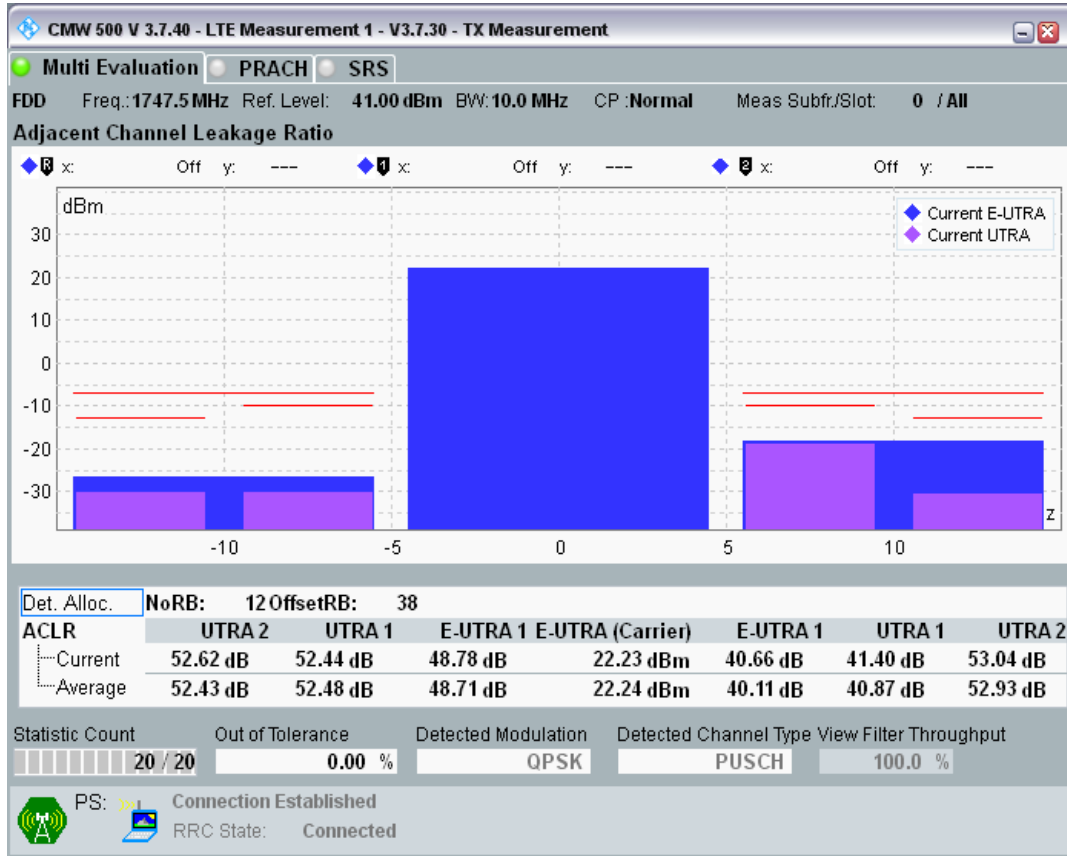 CMW 500 V 3.7.40 - LTE Measurement 1 - V3.7.30 - TX Measurement
Multi Evaluation PRACH SRS
FDD Freq.: 1747.5 MHz Ref. Level: 41.00 dBm BW: 10.0 MHz CP : Normal Meas Subfr./Slot: 0 / All
Adjacent Channel Leakage Ratio
R x: Off y: --- 1 x: Off y: --- 2 x: Off y: ---
dBm
Current E-UTRA
Current UTRA
30
20
10
0
-10
-20
-30
z
-10 -5 0 5 10
Det. Alloc. NoRB: 12 OffsetRB: 38
ACLR UTRA 2 UTRA 1 E-UTRA 1 E-UTRA (Carrier) E-UTRA 1 UTRA 1 UTRA 2
Current 52.62 dB 52.44 dB 48.78 dB 22.23 dBm 40.66 dB 41.40 dB 53.04 dB
Average 52.43 dB 52.48 dB 48.71 dB 22.24 dBm 40.11 dB 40.87 dB 52.93 dB
Statistic Count Out of Tolerance Detected Modulation Detected Channel Type View Filter Throughput
20 / 20 0.00 % QPSK PUSCH 100.0 %
PS: Connection Established
RRC State: Connected